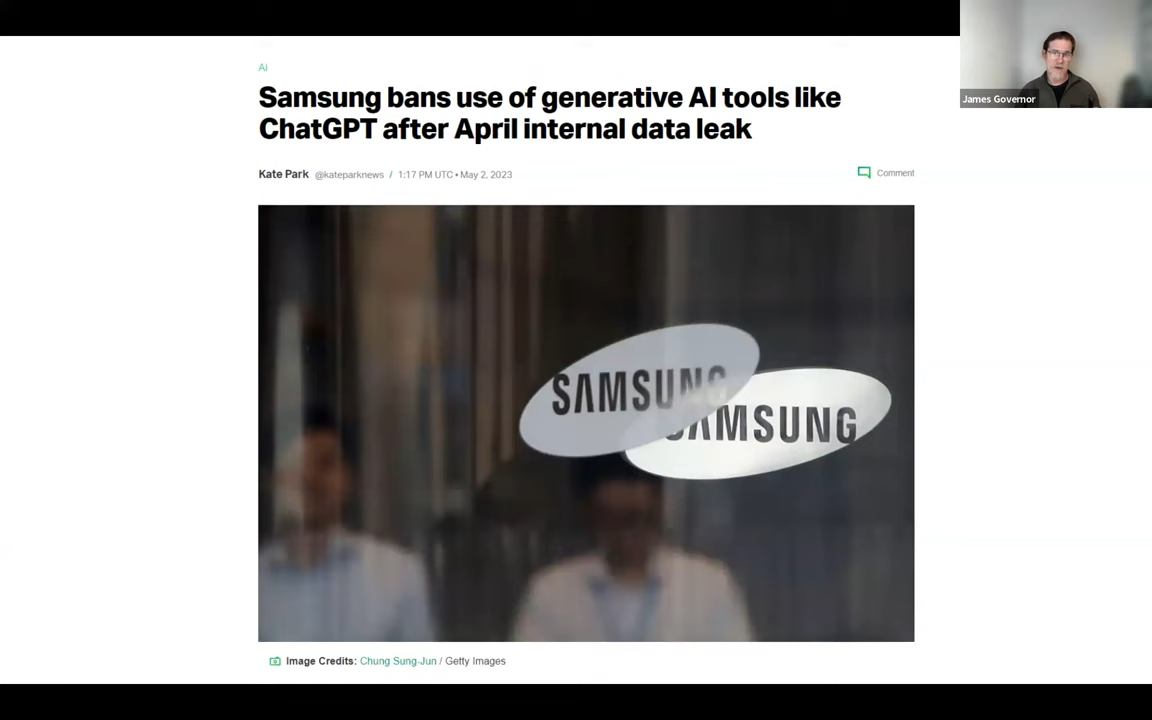 James Governor
AI
Samsung bans use of generative AI tools like
ChatGPT after April internal data leak
Kate Park @kateparknews / 1:17 PM UTC • May 2, 2023
Comment
SAMSUNG
SAMSUNG
Image Credits: Chung Sung-Jun / Getty Images